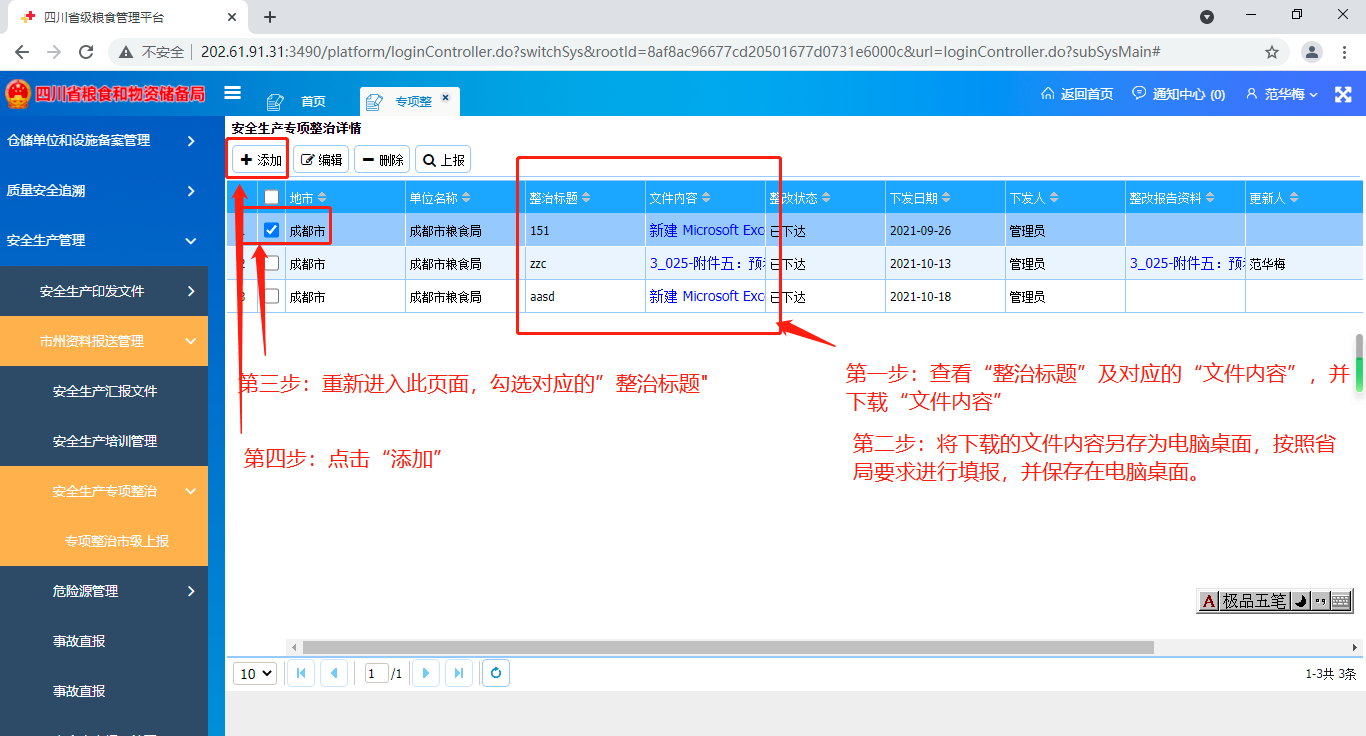 四川省级粮食管理平台
不安全 202.61.91.31:3490/platform/loginController.do?switchSys&rootId=8af8ac96677cd20501677d0731e6000c&url=loginController.do?subSysMain#
四川省粮食和物资储备局
首页
专项整
返回首页
通知中心 (0)
范华梅
仓储单位和设施备案管理
质量安全追溯
安全生产管理
安全生产印发文件
市州资料报送管理
安全生产汇报文件
安全生产培训管理
安全生产专项整治
专项整治市级上报
危险源管理
事故直报
事故直报
安全生产专项整治详情
添加 编辑 删除 上报
地市 单位名称 整治标题 文件内容 整改状态 下发日期 下发人 整改报告资料 更新人
1 成都市 成都市粮食局 151 新建 Microsoft Exc 已下达 2021-09-26 管理员
2 成都市 成都市粮食局 zzc 3_025-附件五：预 已下达 2021-10-13 管理员 3_025-附件五：预 范华梅
3 成都市 成都市粮食局 aasd 新建 Microsoft Exc 已下达 2021-10-18 管理员
第三步：重新进入此页面，勾选对应的”整治标题"
第四步：点击“添加”
第一步：查看“整治标题”及对应的“文件内容”，并
下载“文件内容”
第二步：将下载的文件内容另存为电脑桌面，按照省
局要求进行填报，并保存在电脑桌面。
A 极品五笔
10 1 /1
1-3共 3条